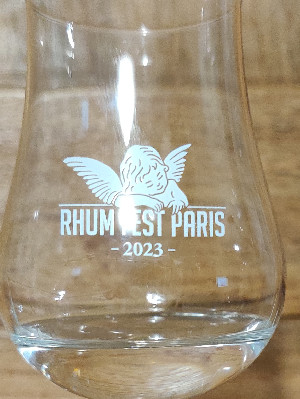 RHUM FEST PARIS
- 2023 -